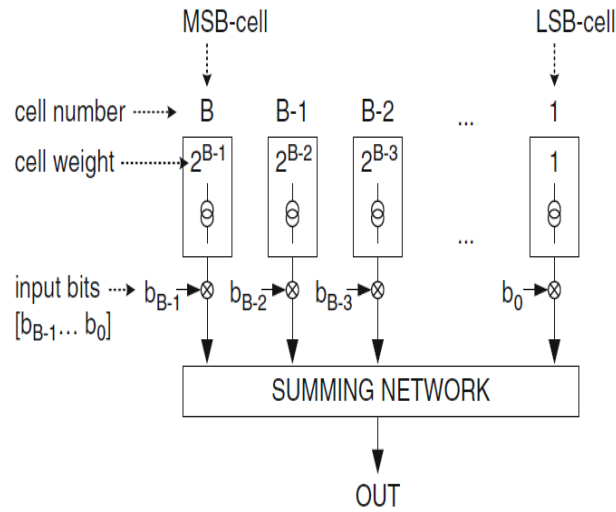 MSB-cell LSB-cell
cell number B B-1 B-2 ... 1
cell weight 2^{B-1} 2^{B-2} 2^{B-3} 1
...
input bits b_{B-1} b_{B-2} b_{B-3} b_0
[b_{B-1}... b_0]
SUMMING NETWORK
OUT